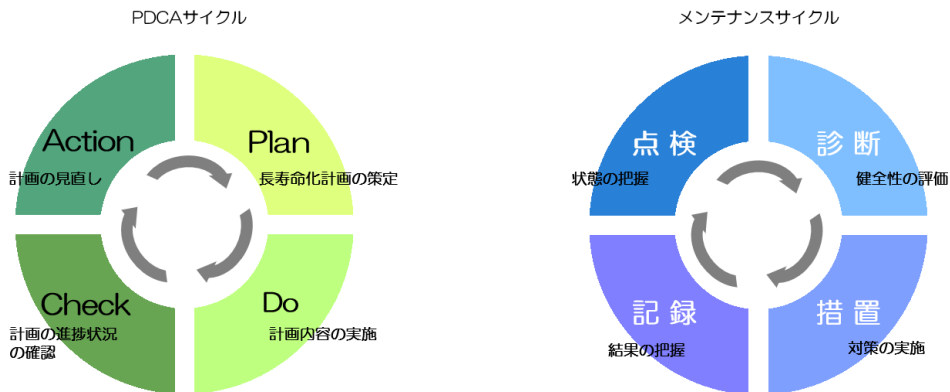 PDCAサイクル
Action
計画の見直し
Plan
長寿命化計画の策定
Check
計画の進捗状況
の確認
Do
計画内容の実施
メンテナンスサイクル
点検
状態の把握
診断
健全性の評価
記録
結果の把握
措置
対策の実施